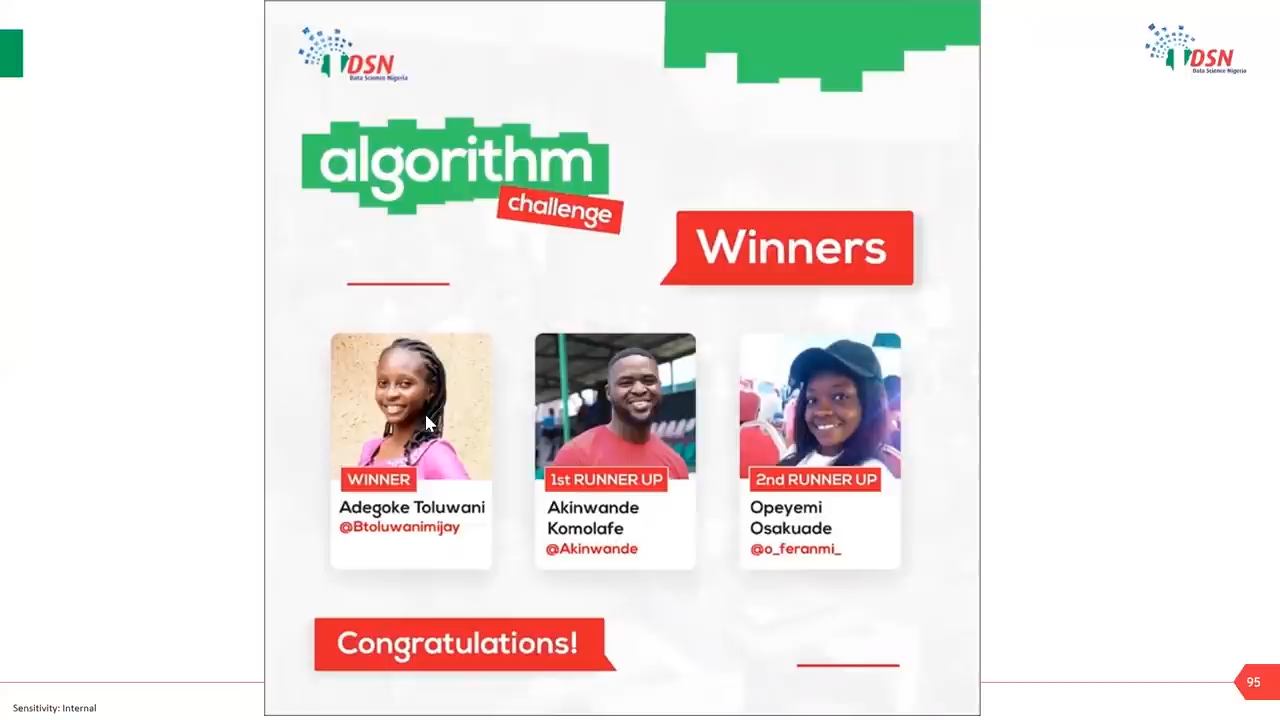 DSN
Data Science Nigeria
DSN
Data Science Nigeria
algorithm
challenge
Winners
WINNER
Adegoke Toluwani
@Btoluwanimijay
1st RUNNER UP
Akinwande
Komolafe
@Akinwande
2nd RUNNER UP
Opeyemi
Osakuade
@o_feranmi_
Congratulations!
95
Sensitivity: Internal